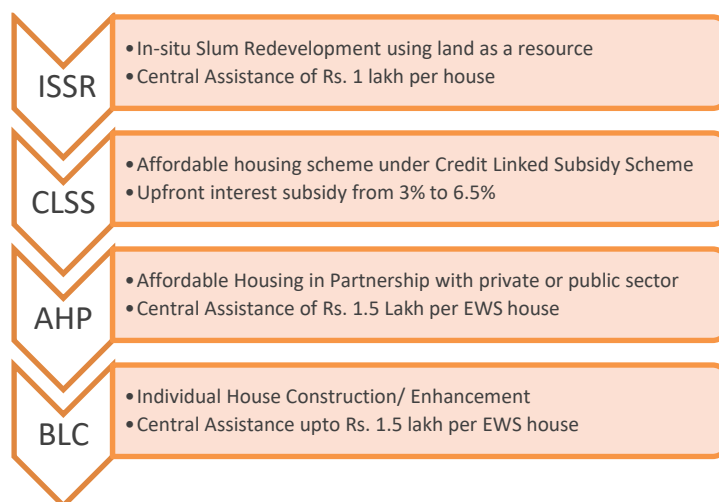 ISSR
•In-situ Slum Redevelopment using land as a resource
•Central Assistance of Rs. 1 lakh per house
CLSS
•Affordable housing scheme under Credit Linked Subsidy Scheme
•Upfront interest subsidy from 3% to 6.5%
AHP
•Affordable Housing in Partnership with private or public sector
•Central Assistance of Rs. 1.5 Lakh per EWS house
BLC
•Individual House Construction/ Enhancement
•Central Assistance upto Rs. 1.5 lakh per EWS house